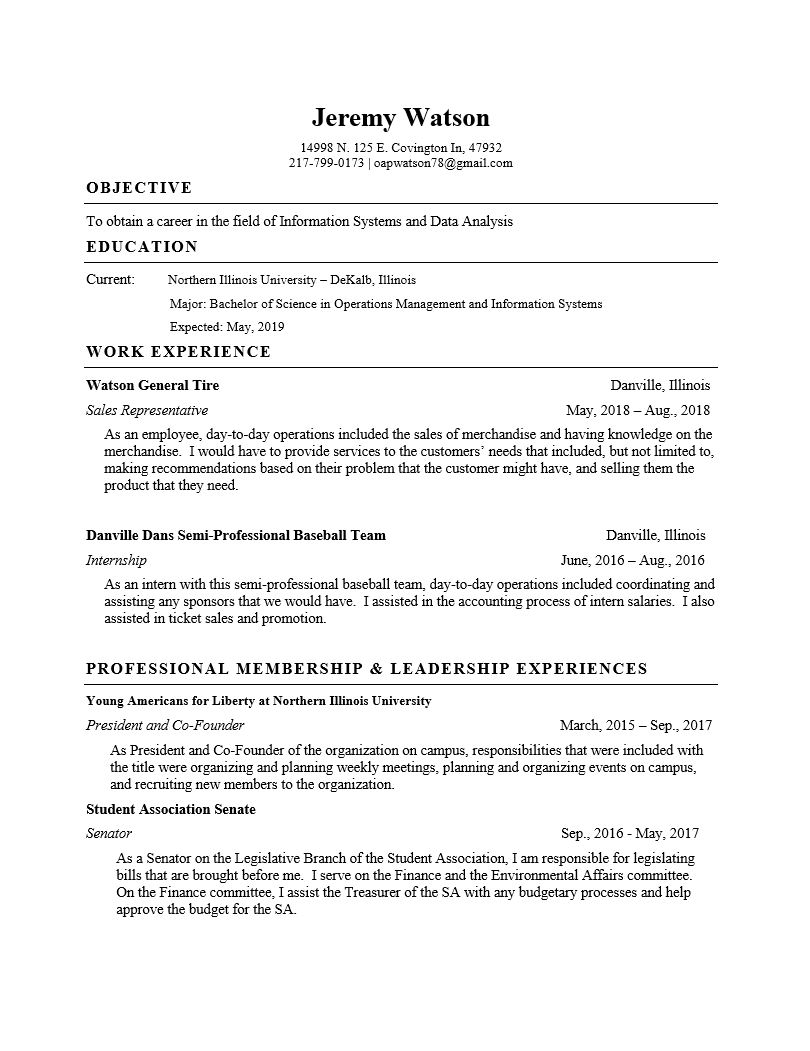 Jeremy Watson
14998 N. 125 E. Covington In, 47932
217-799-0173 | oapwatson78@gmail.com
OBJECTIVE
To obtain a career in the field of Information Systems and Data Analysis
EDUCATION
Current: Northern Illinois University – DeKalb, Illinois
Major: Bachelor of Science in Operations Management and Information Systems
Expected: May, 2019
WORK EXPERIENCE
Watson General Tire Danville, Illinois
Sales Representative May, 2018 – Aug., 2018
As an employee, day-to-day operations included the sales of merchandise and having knowledge on the
merchandise. I would have to provide services to the customers’ needs that included, but not limited to,
making recommendations based on their problem that the customer might have, and selling them the
product that they need.
Danville Dans Semi-Professional Baseball Team Danville, Illinois
Internship June, 2016 – Aug., 2016
As an intern with this semi-professional baseball team, day-to-day operations included coordinating and
assisting any sponsors that we would have. I assisted in the accounting process of intern salaries. I also
assisted in ticket sales and promotion.
PROFESSIONAL MEMBERSHIP & LEADERSHIP EXPERIENCES
Young Americans for Liberty at Northern Illinois University
President and Co-Founder March, 2015 – Sep., 2017
As President and Co-Founder of the organization on campus, responsibilities that were included with
the title were organizing and planning weekly meetings, planning and organizing events on campus,
and recruiting new members to the organization.
Student Association Senate
Senator Sep., 2016 - May, 2017
As a Senator on the Legislative Branch of the Student Association, I am responsible for legislating
bills that are brought before me. I serve on the Finance and the Environmental Affairs committee.
On the Finance committee, I assist the Treasurer of the SA with any budgetary processes and help
approve the budget for the SA.